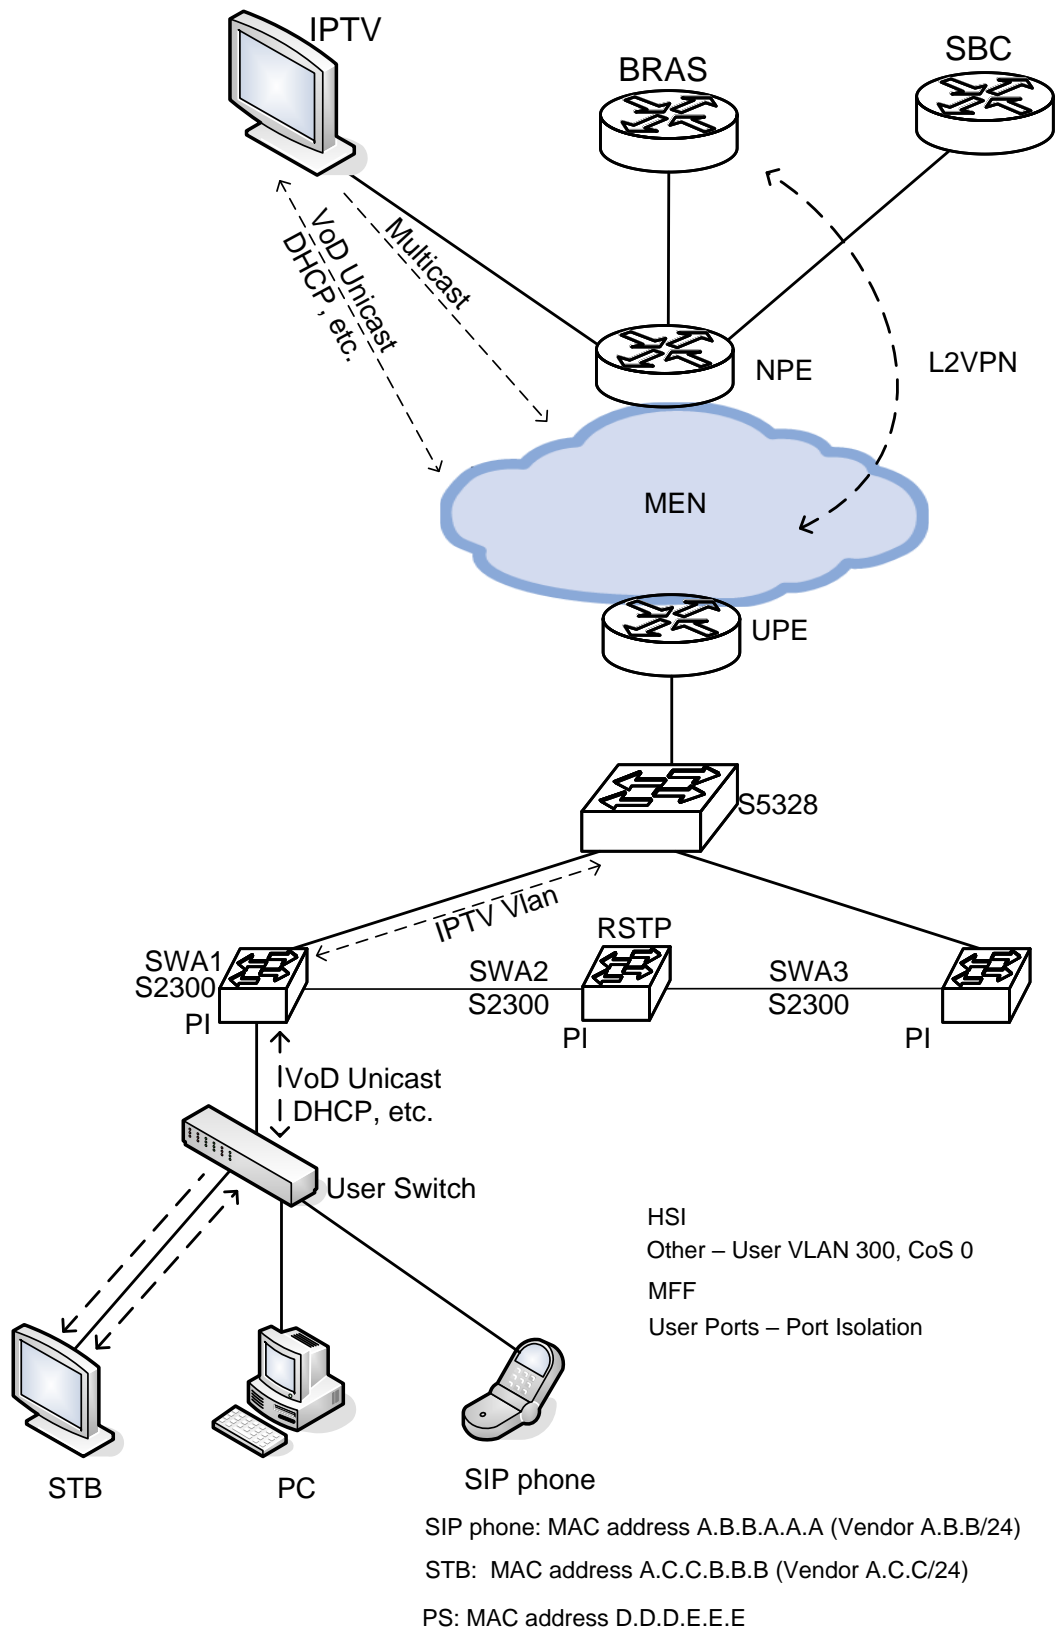 IPTV
BRAS
SBC
VoD Unicast
DHCP , etc.
Multicast
NPE
L2VPN
MEN
UPE
S5328
IPTV Vlan
RSTP
SWA1
S2300
PI
SWA2
S2300
PI
SWA3
S2300
PI
VoD Unicast
DHCP, etc.
User Switch
HSI
Other – User VLAN 300, CoS 0
MFF
User Ports – Port Isolation
STB
PC
SIP phone
SIP phone: MAC address A.B.B.A.A.A (Vendor A.B.B/24)
STB: MAC address A.C.C.B.B.B (Vendor A.C.C/24)
PS: MAC address D.D.D.E.E.E